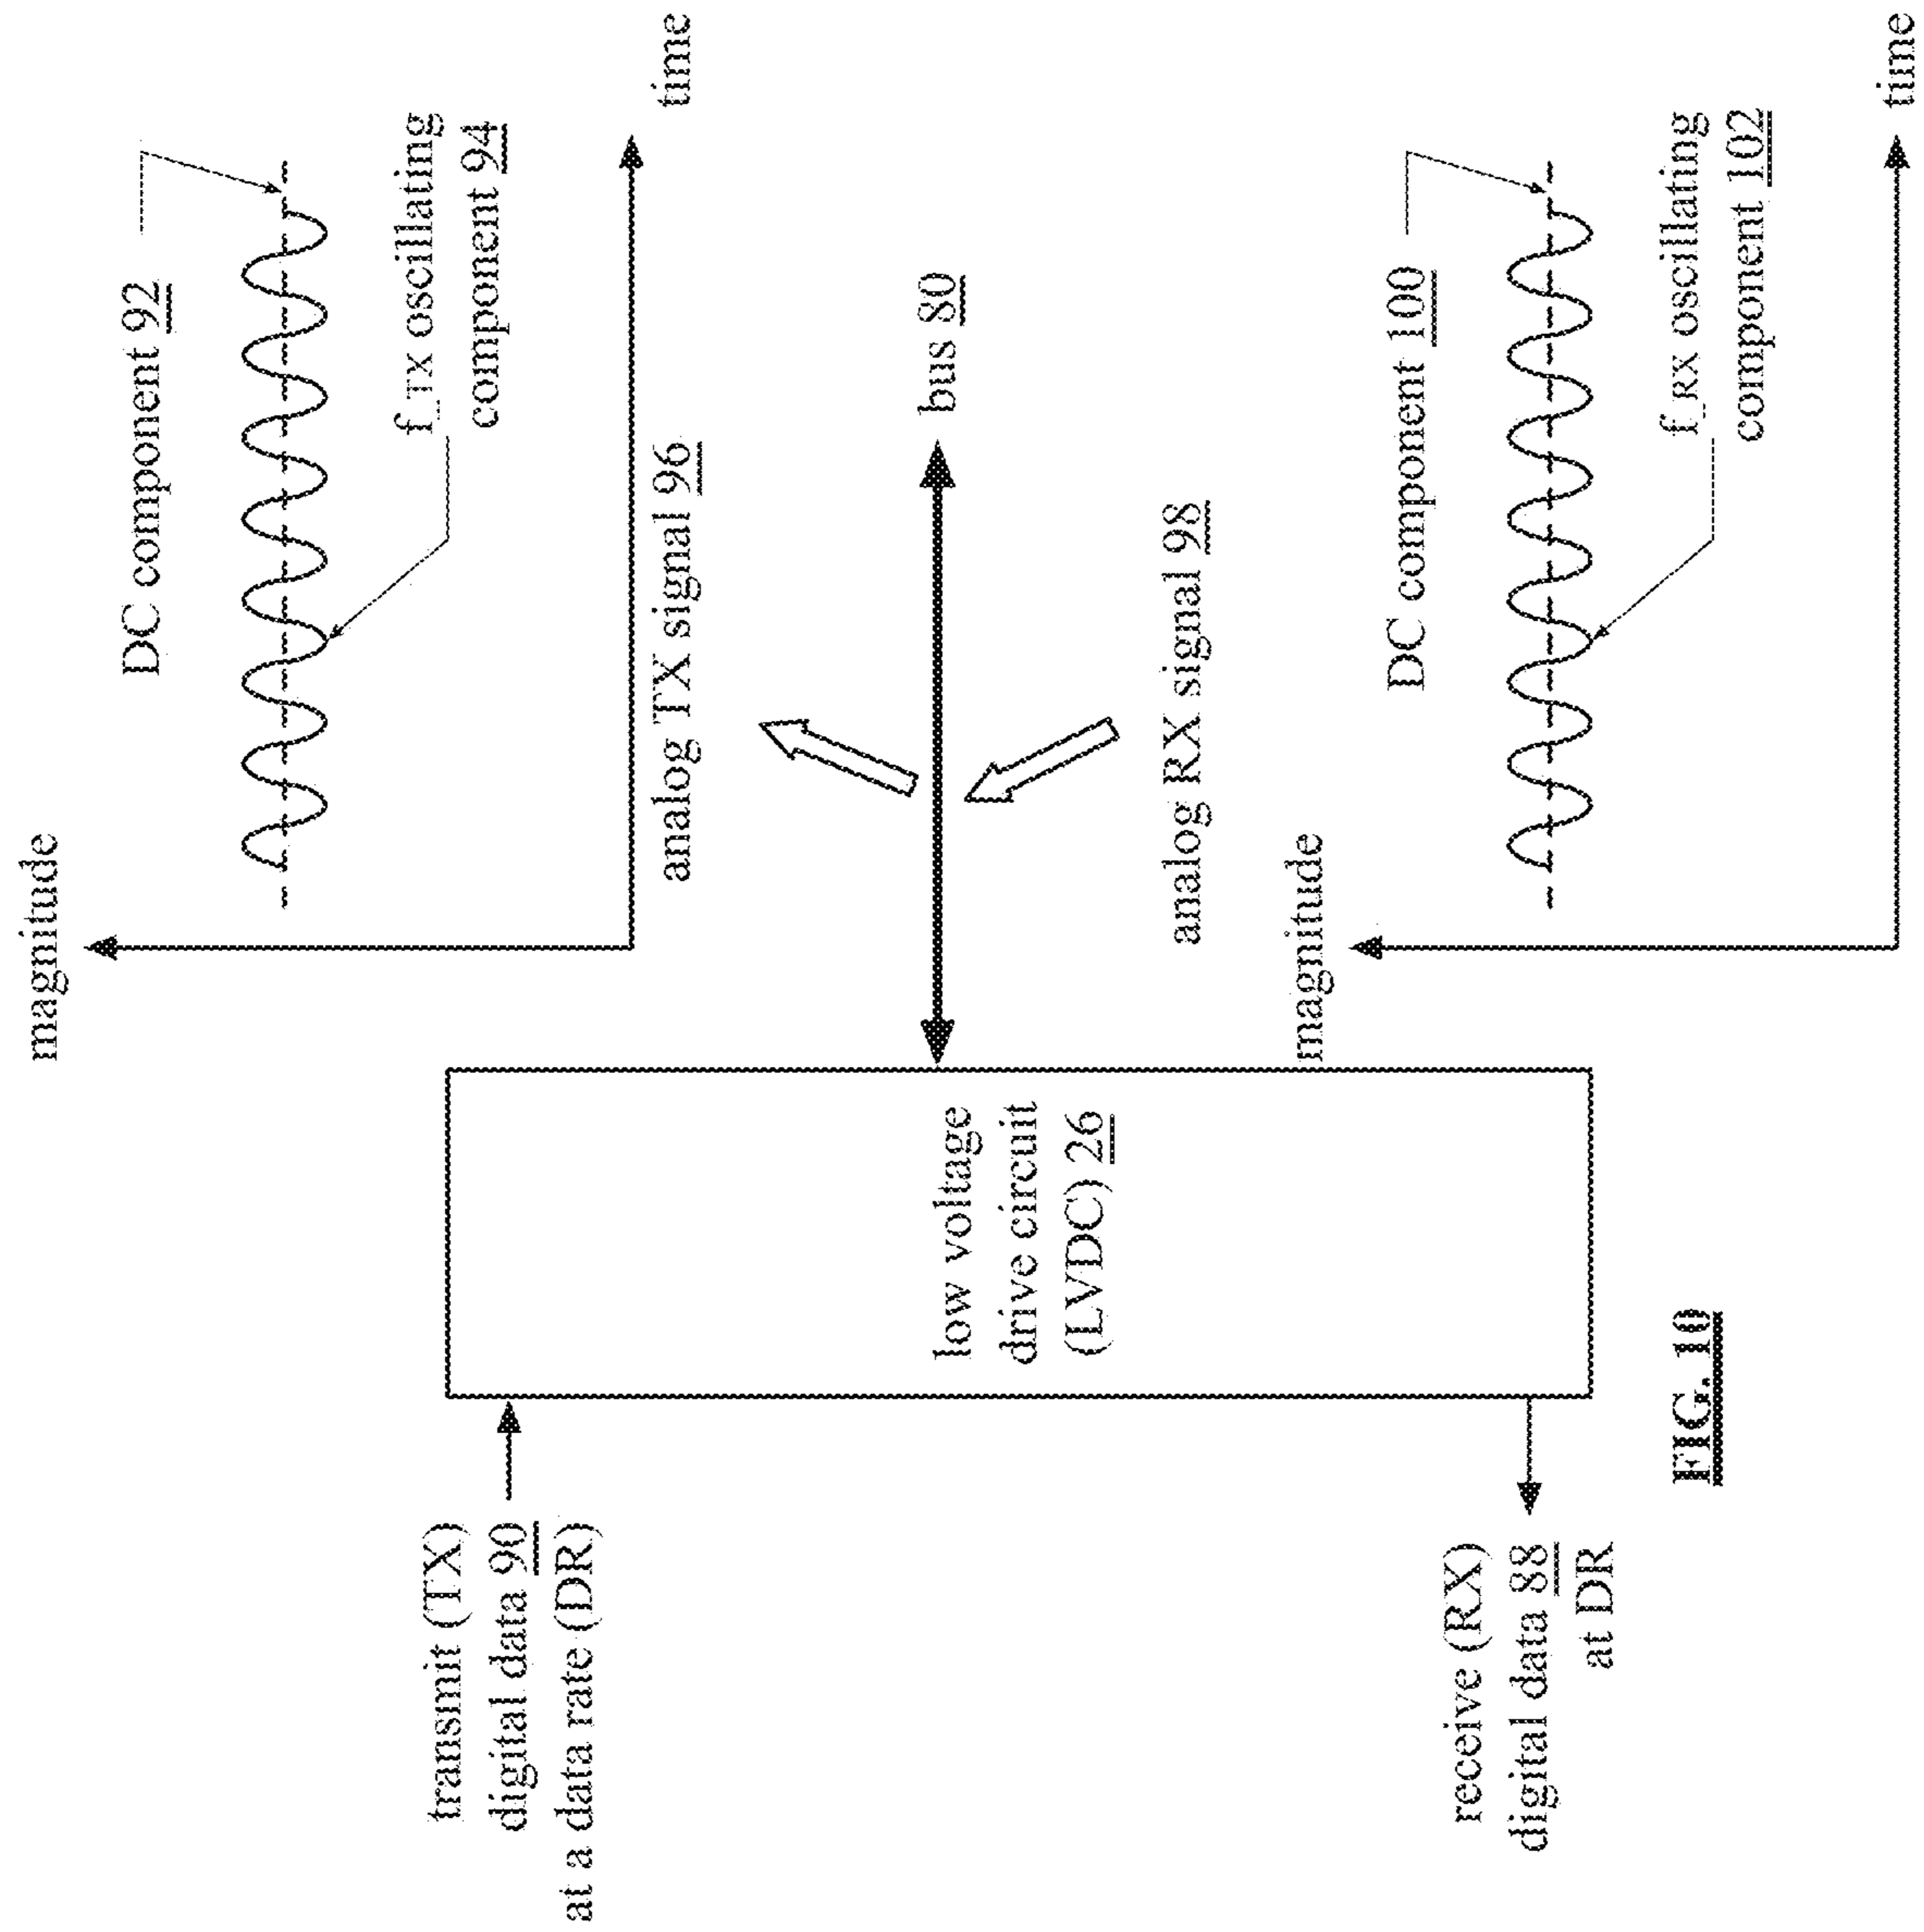 transmit (TX)
digital data 90
at a data rate (DR)
receive (RX)
digital data 88
at DR
low voltage
drive circuit
(LVDC) 26
magnitude
DC component 92
f_TX oscillating
component 94
time
analog TX signal 96
bus 80
analog RX signal 98
magnitude
DC component 100
f_RX oscillating
component 102
time
FIG. 10